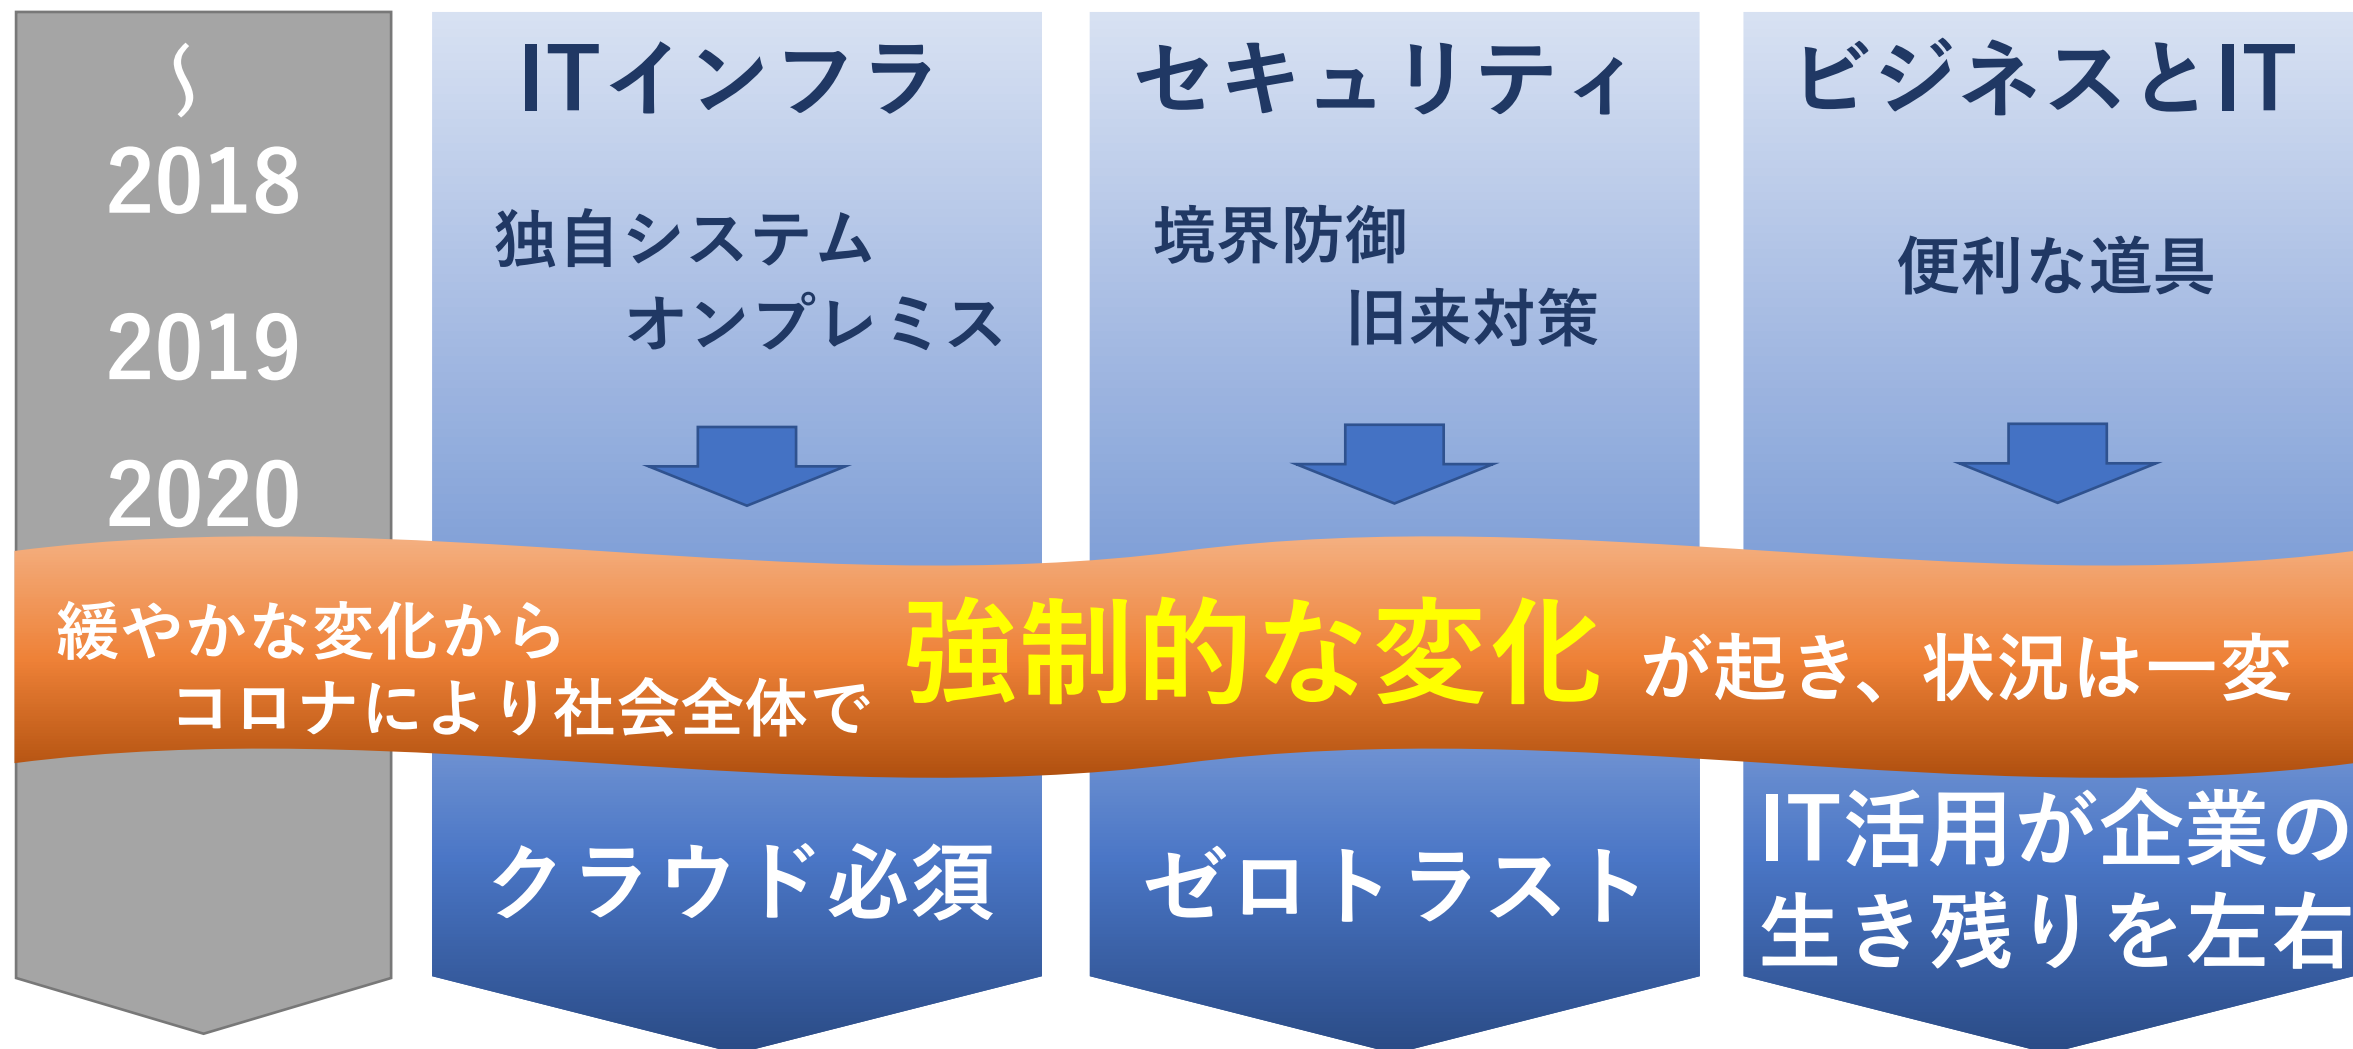 ～
2018
2019
2020
ITインフラ
独自システム
オンプレミス
セキュリティ
境界防御
旧来対策
ビジネスとIT
便利な道具
緩やかな変化から
コロナにより社会全体で
強制的な変化
が起き、状況は一変
クラウド必須
ゼロトラスト
IT活用が企業の
生き残りを左右